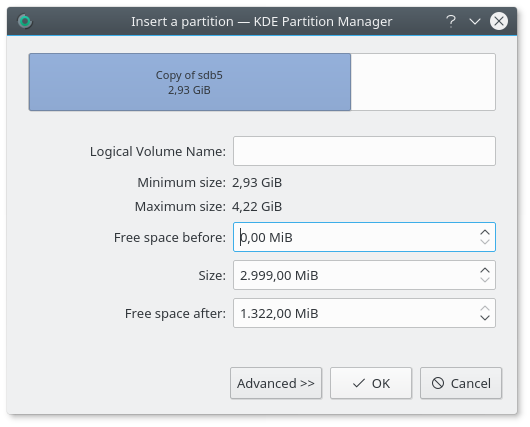 Insert a partition — KDE Partition Manager
Copy of sdb5
2,93 GiB
Logical Volume Name:
Minimum size: 2,93 GiB
Maximum size: 4,22 GiB
Free space before: 0,00 MiB
Size: 2.999,00 MiB
Free space after: 1.322,00 MiB
Advanced >> OK Cancel